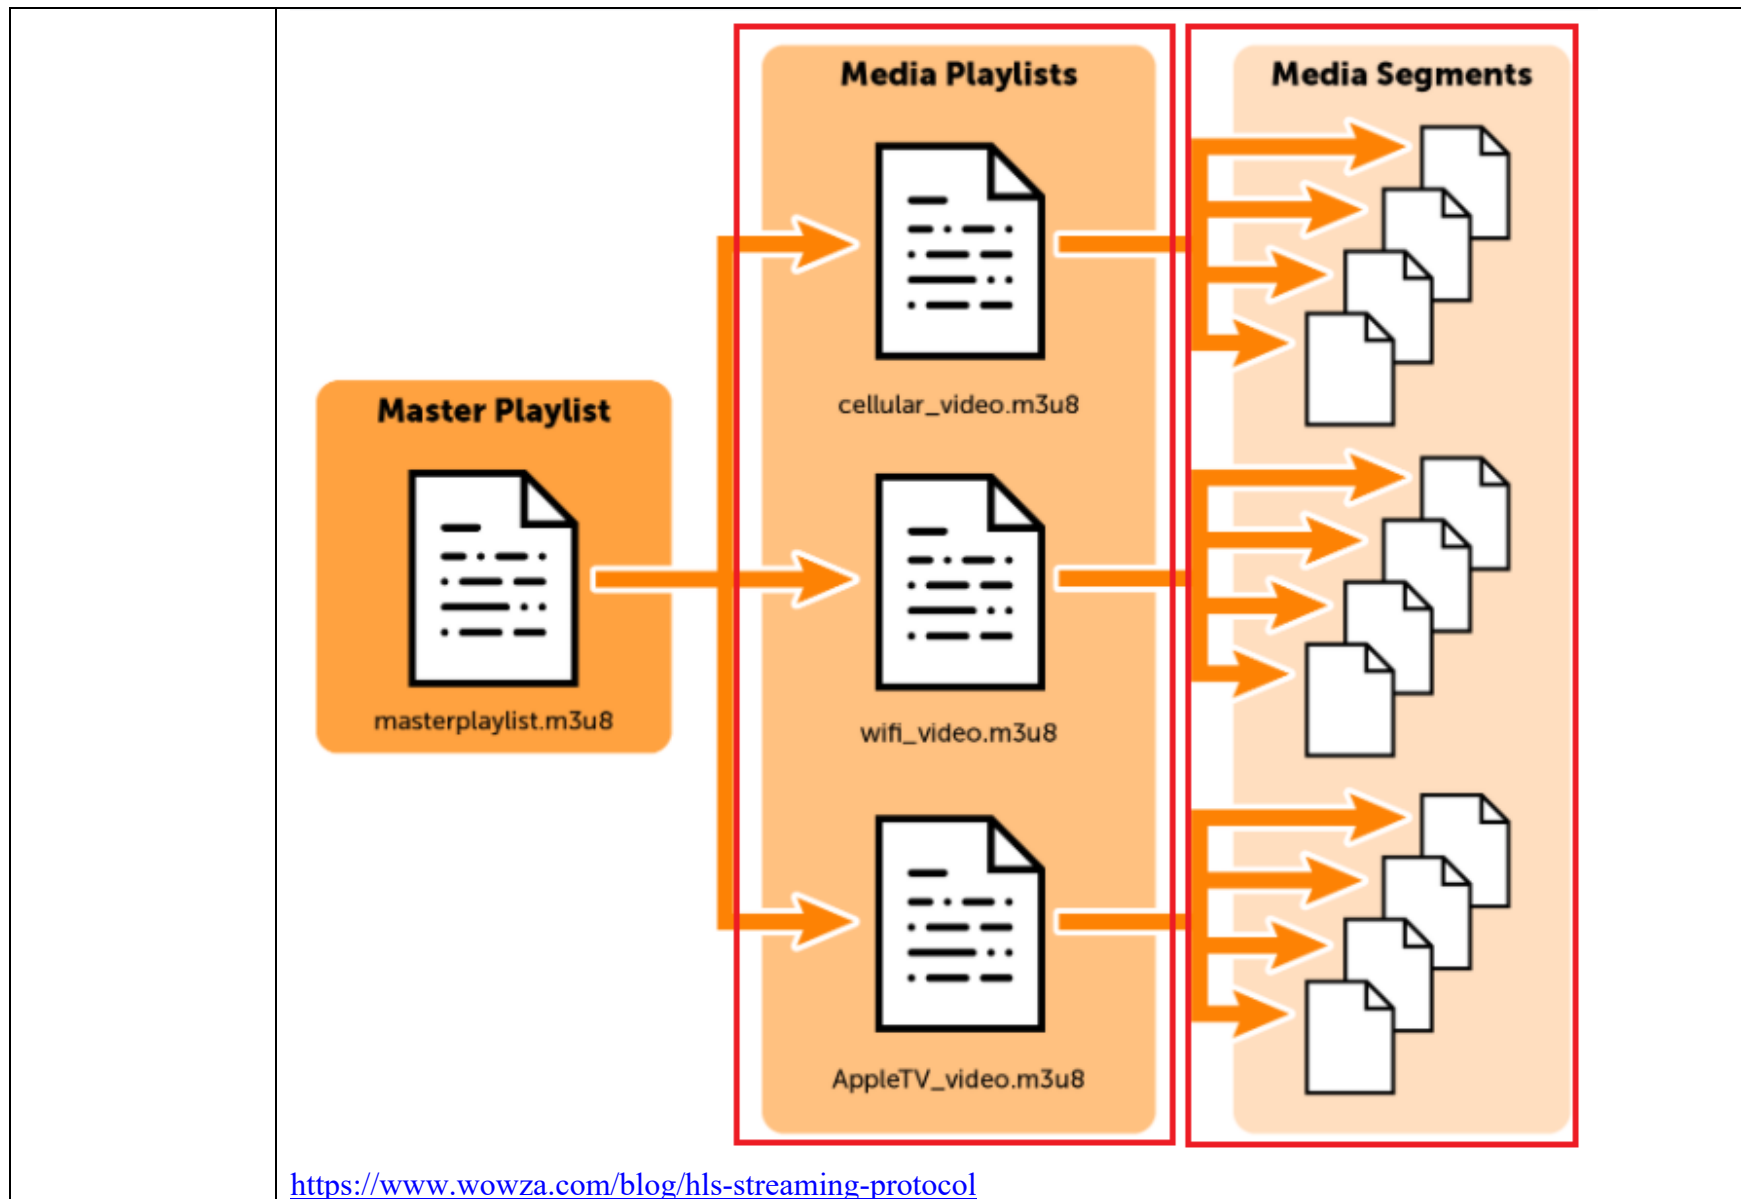 Media Playlists
Media Segments
cellular_video.m3u8
Master Playlist
masterplaylist.m3u8
wifi_video.m3u8
AppleTV_video.m3u8
https://www.wowza.com/blog/hls-streaming-protocol